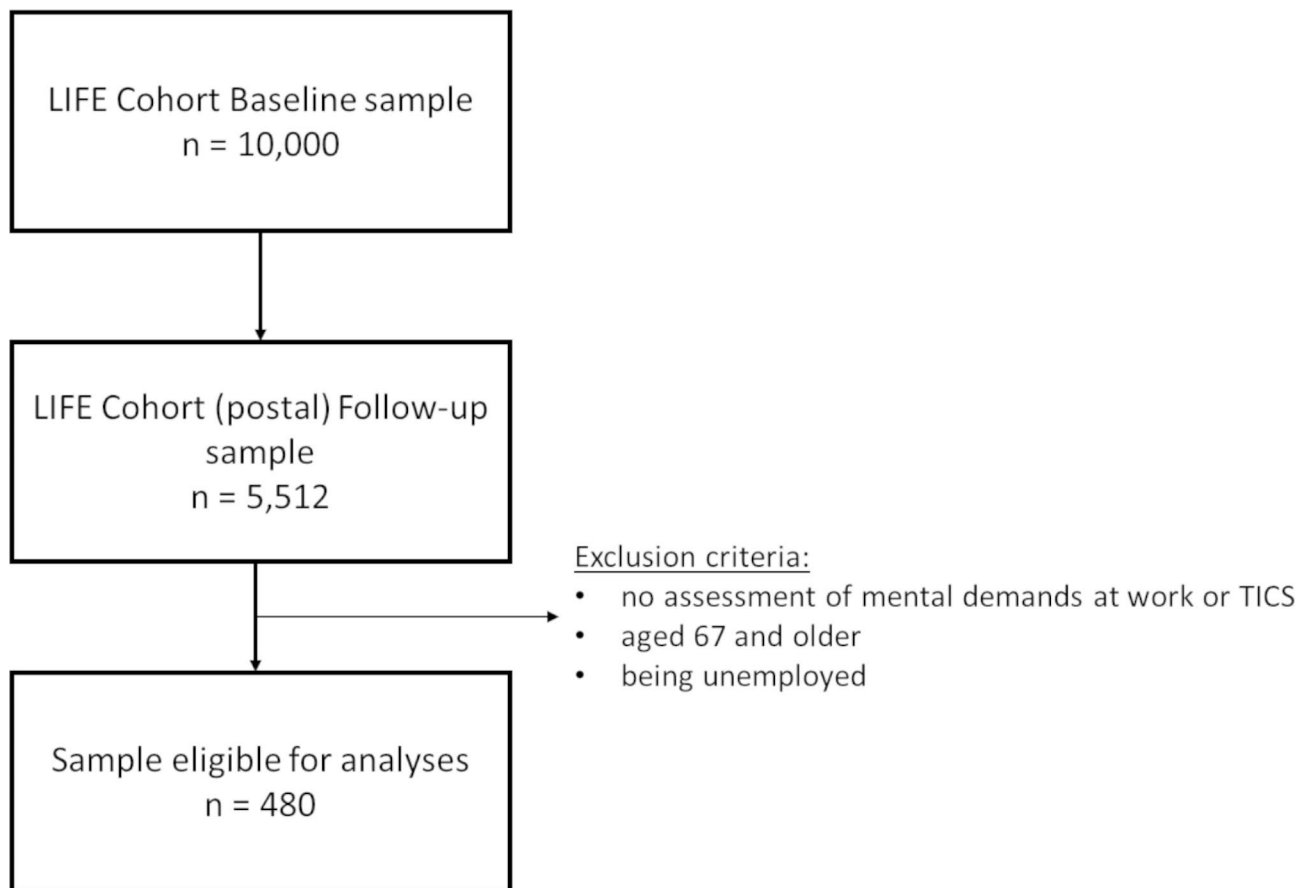 LIFE Cohort Baseline sample
n = 10,000
LIFE Cohort (postal) Follow-up
sample
n = 5,512
Exclusion criteria:
• no assessment of mental demands at work or TICS
• aged 67 and older
• being unemployed
Sample eligible for analyses
n = 480